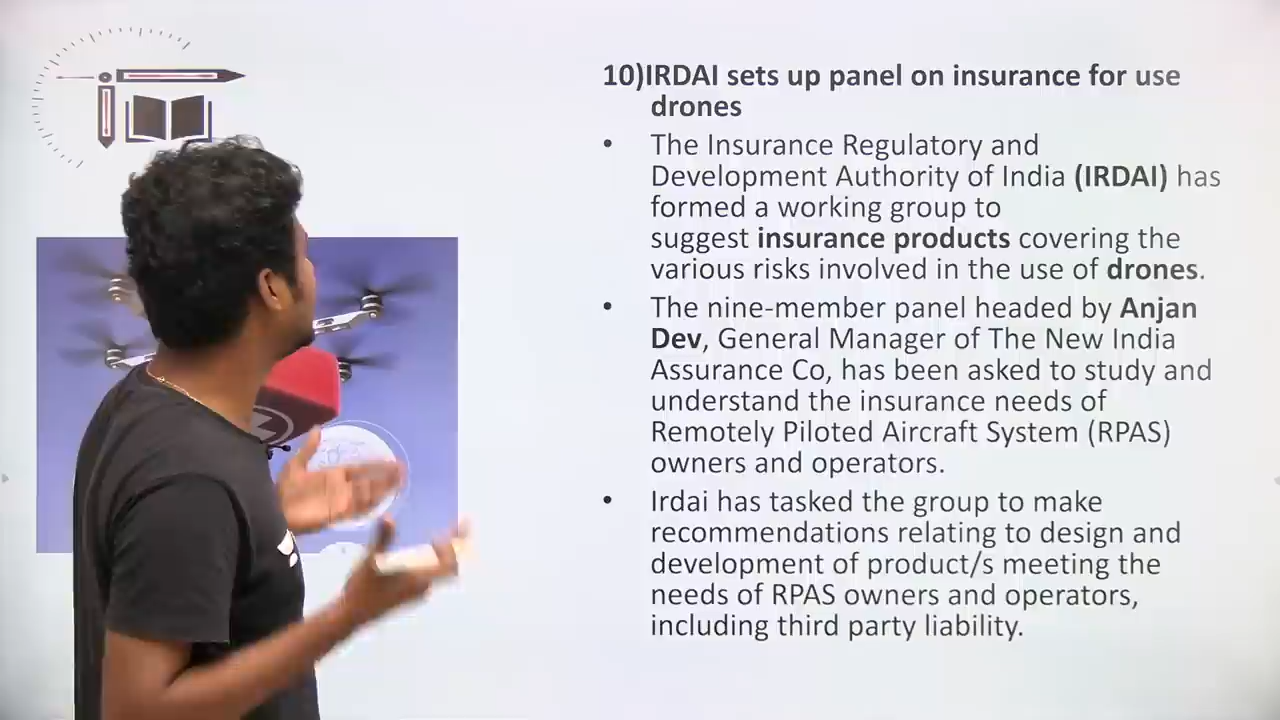 10)IRDAI sets up panel on insurance for use
drones
• The Insurance Regulatory and
Development Authority of India (IRDAI) has
formed a working group to
suggest insurance products covering the
various risks involved in the use of drones.
• The nine-member panel headed by Anjan
Dev, General Manager of The New India
Assurance Co, has been asked to study and
understand the insurance needs of
Remotely Piloted Aircraft System (RPAS)
owners and operators.
• Irdai has tasked the group to make
recommendations relating to design and
development of product/s meeting the
needs of RPAS owners and operators,
including third party liability.